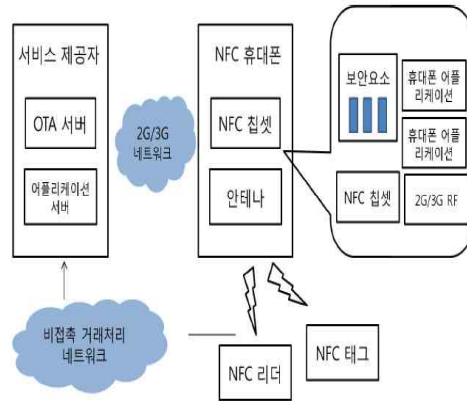 서비스 제공자
OTA 서버
어플리케이션
서버
2G/3G
네트워크
NFC 휴대폰
NFC 칩셋
안테나
보안요소
휴대폰 어플
리케이션
휴대폰 어플
리케이션
NFC 칩셋
2G/3G RF
비접촉 거래처리
네트워크
NFC 리더
NFC 태그